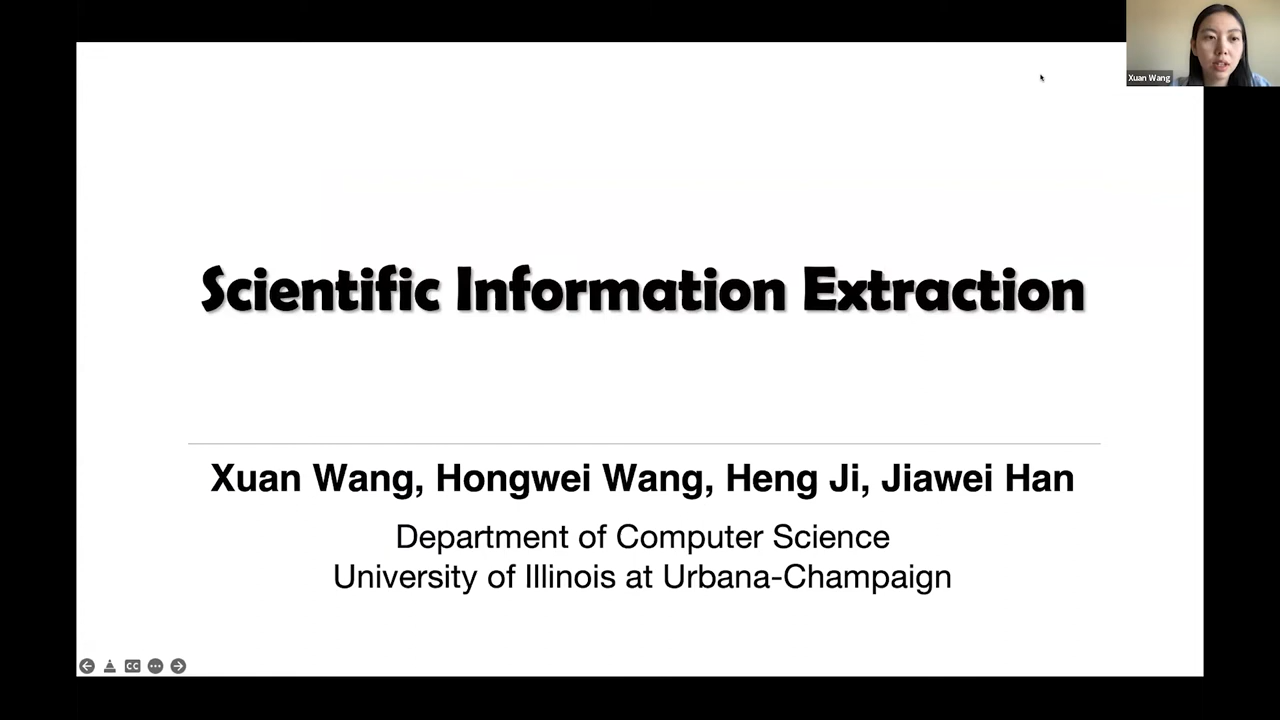 Xuan Wang
Scientific Information Extraction
Xuan Wang, Hongwei Wang, Heng Ji, Jiawei Han
Department of Computer Science
University of Illinois at Urbana-Champaign
CC